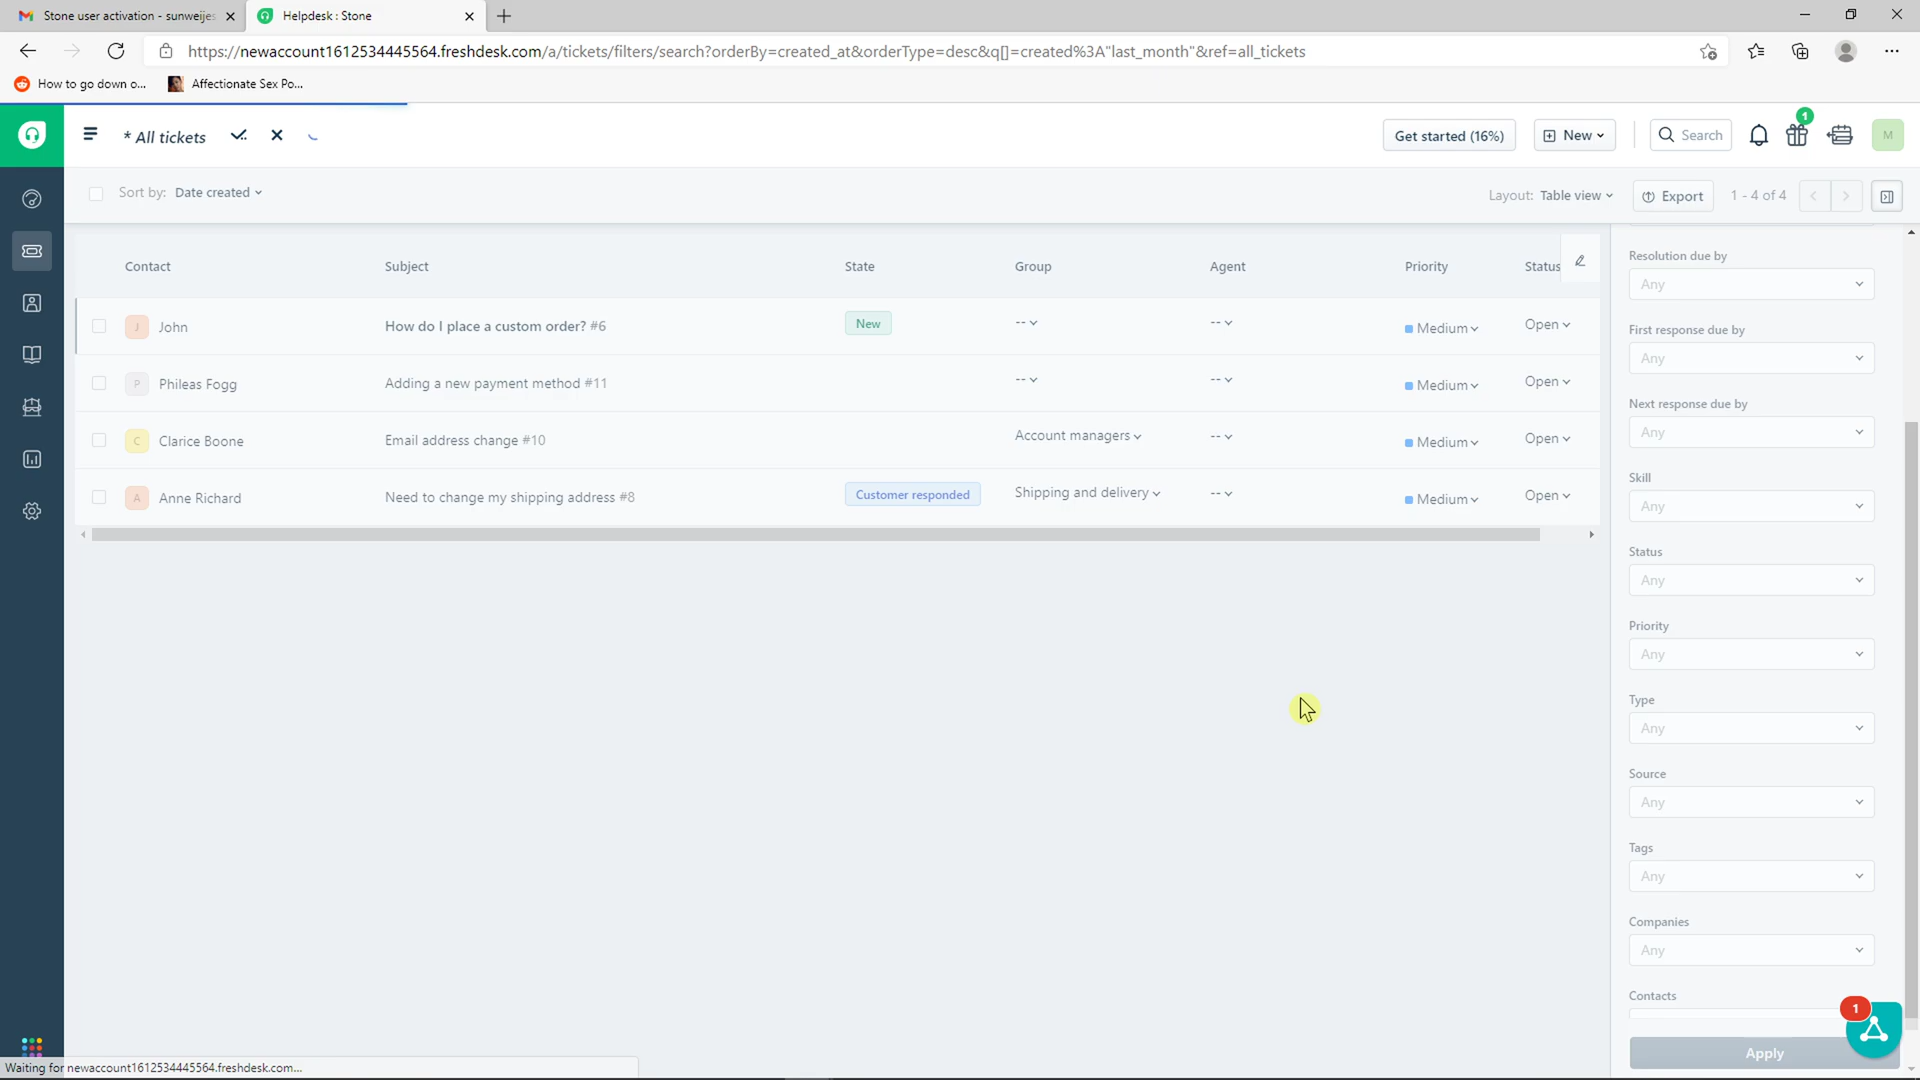 Stone user activation - sunweijes
Helpdesk : Stone
https://newaccount1612534445564.freshdesk.com/a/tickets/filters/search?orderBy=created_at&orderType=desc&q[]=created%3A"last_month"&ref=all_tickets
How to go down o...
Affectionate Sex Po...
* All tickets
Get started (16%)
New
Search
1
M
Sort by: Date created
Layout: Table view
Export
1 - 4 of 4
Contact
Subject
State
Group
Agent
Priority
Status
J
John
How do I place a custom order? #6
New
--
--
Medium
Open
P
Phileas Fogg
Adding a new payment method #11
--
--
Medium
Open
C
Clarice Boone
Email address change #10
Account managers
--
Medium
Open
A
Anne Richard
Need to change my shipping address #8
Customer responded
Shipping and delivery
--
Medium
Open
Resolution due by
Any
First response due by
Any
Next response due by
Any
Skill
Any
Status
Any
Priority
Any
Type
Any
Source
Any
Tags
Any
Companies
Any
Contacts
1
Apply
Waiting for newaccount1612534445564.freshdesk.com...